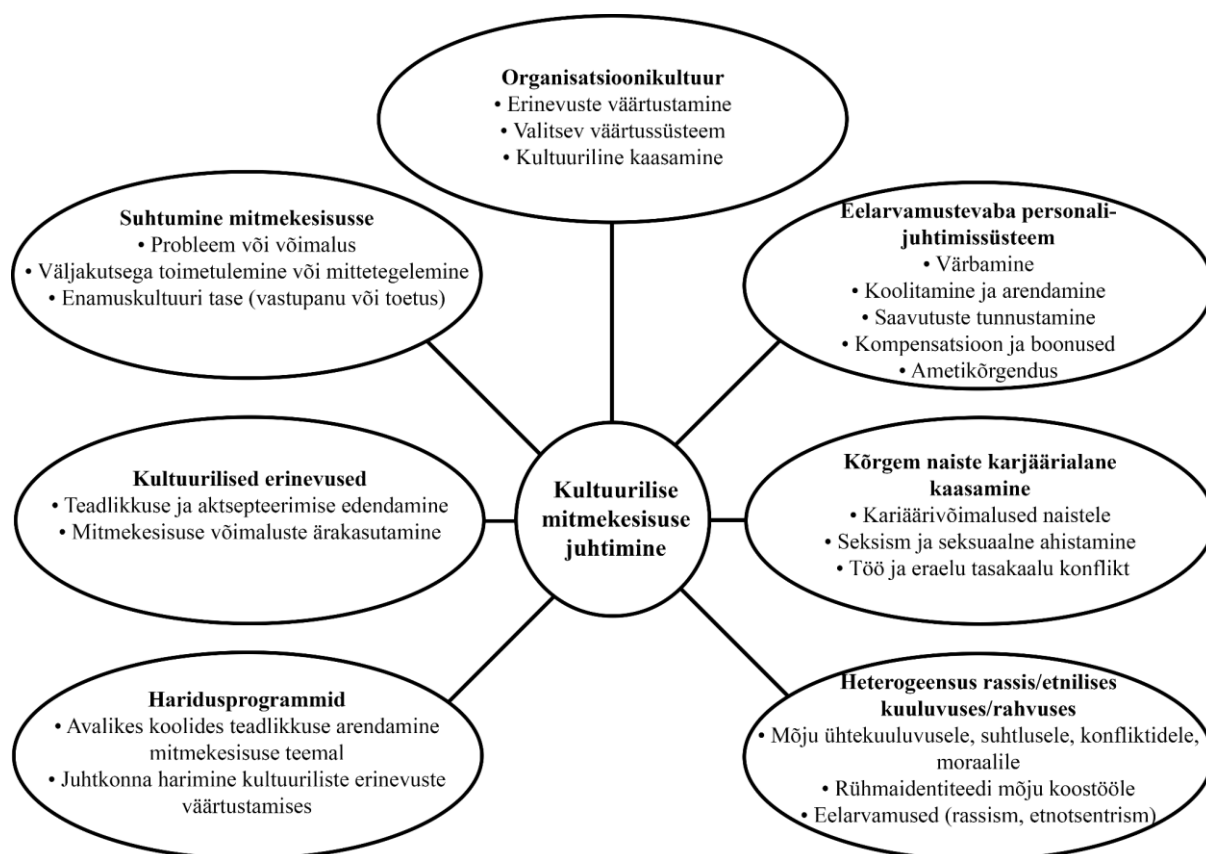 Organisatsioonikultuur
• Erinevuste väärtustamine
• Valitsev väärtussüsteem
• Kultuuriline kaasamine
Suhtumine mitmekesisusse
• Probleem või võimalus
• Väljakutsega toimetulemine või mittetegelemine
• Enamuskultuuri tase (vastupanu või toetus)
Eelarvamustevaba personali-
juhtimissüsteem
• Värbamine
• Koolitamine ja arendamine
• Saavutuste tunnustamine
• Kompensatsioon ja boonused
• Ametikõrgendus
Kultuurilised erinevused
• Teadlikkuse ja aktsepteerimise edendamine
• Mitmekesisuse võimaluste ärakasutamine
Kultuurilise
mitmekesisuse
juhtimine
Kõrgem naiste karjäärialane
kaasamine
• Kariäärivõimalused naistele
• Seksism ja seksuaalne ahistamine
• Töö ja eraelu tasakaalu konflikt
Haridusprogrammid
• Avalikes koolides teadlikkuse arendamine
mitmekesisuse teemal
• Juhtkonna harimine kultuuriliste erinevuste
väärtustamises
Heterogeensus rassis/etnilises
kuuluvuses/rahvuses
• Mõju ühtekuuluvusele, suhtlusele, konfliktidele,
moraalile
• Rühmaidentiteedi mõju koostööle
• Eelarvamused (rassism, etnotsentrism)